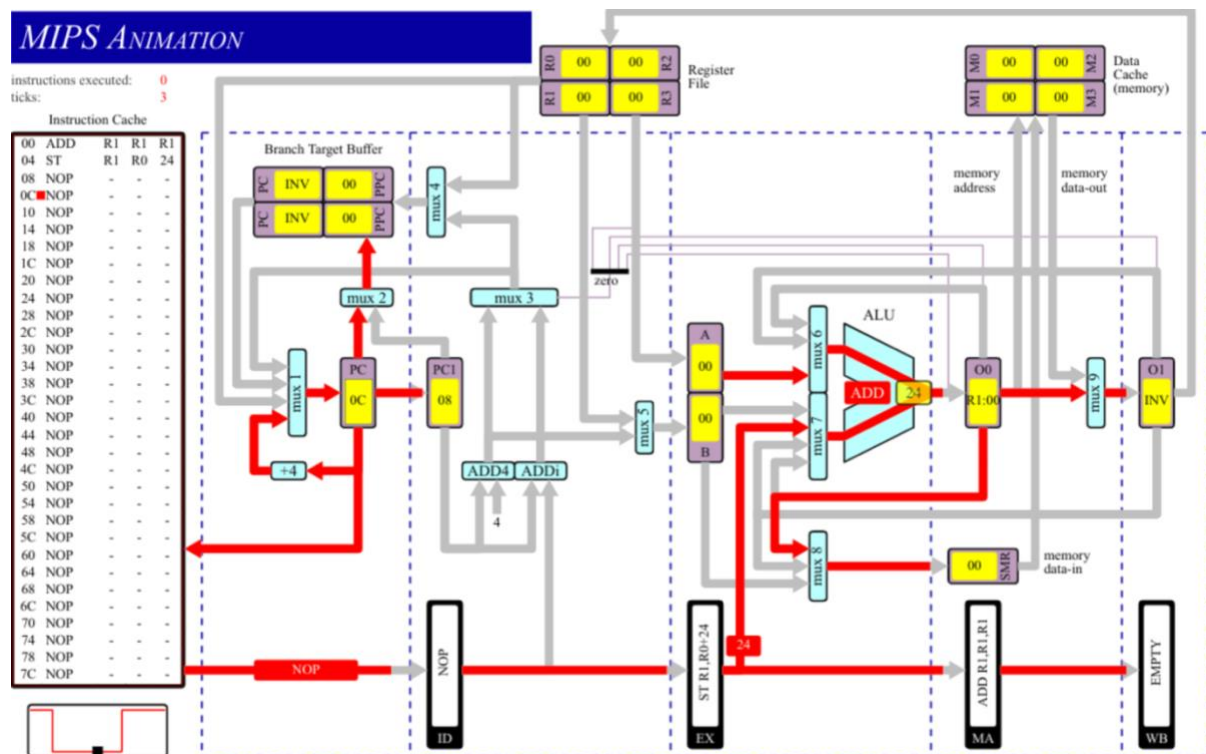 MIPS ANIMATION
instructions executed: 0
ticks: 3
Instruction Cache
00 ADD R1 R1 R1
04 ST R1 R0 24
08 NOP - - -
0C NOP - - -
10 NOP - - -
14 NOP - - -
18 NOP - - -
1C NOP - - -
20 NOP - - -
24 NOP - - -
28 NOP - - -
2C NOP - - -
30 NOP - - -
34 NOP - - -
38 NOP - - -
3C NOP - - -
40 NOP - - -
44 NOP - - -
48 NOP - - -
4C NOP - - -
50 NOP - - -
54 NOP - - -
58 NOP - - -
5C NOP - - -
60 NOP - - -
64 NOP - - -
68 NOP - - -
6C NOP - - -
70 NOP - - -
74 NOP - - -
78 NOP - - -
7C NOP - - -
R0 00 00 R2
R1 00 00 R3
Register
File
M0 00 00 M2
M1 00 00 M3
Data
Cache
(memory)
Branch Target Buffer
PC INV 00 PPC
PC INV 00 PPC
mux 4
memory
address
memory
data-out
zero
mux 2
mux 3
mux 1
PC
0C
PC1
08
+4
ADD4
ADDi
4
mux 5
A
00
00
B
mux 6
mux 7
ALU
ADD
24
O0
R1:00
mux 9
O1
INV
mux 8
00 SMR
memory
data-in
NOP
NOP
ID
ST R1,R0+24
EX
24
ADD R1,R1,R1
MA
EMPTY
WB